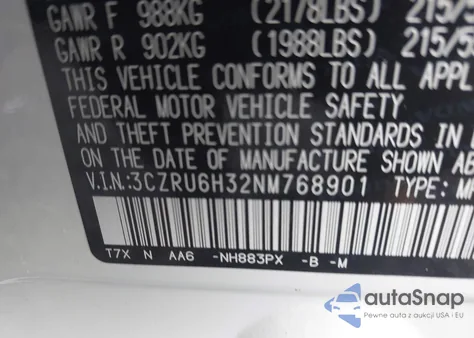 GAWR F 988KG (2178LBS) 215/5
GAWR R 902KG (1988LBS) 215/5
THIS VEHICLE CONFORMS TO ALL APPL
FEDERAL MOTOR VEHICLE SAFETY,
AND THEFT PREVENTION STANDARDS IN
THE DATE OF MANUFACTURE SHOWN AB
V.I.N:3CZRU6H32NM768901 TYPE:M
T7X N AA6 -NH883PX -B -M
autoSnap
Pewne auta z aukcji USA i EU